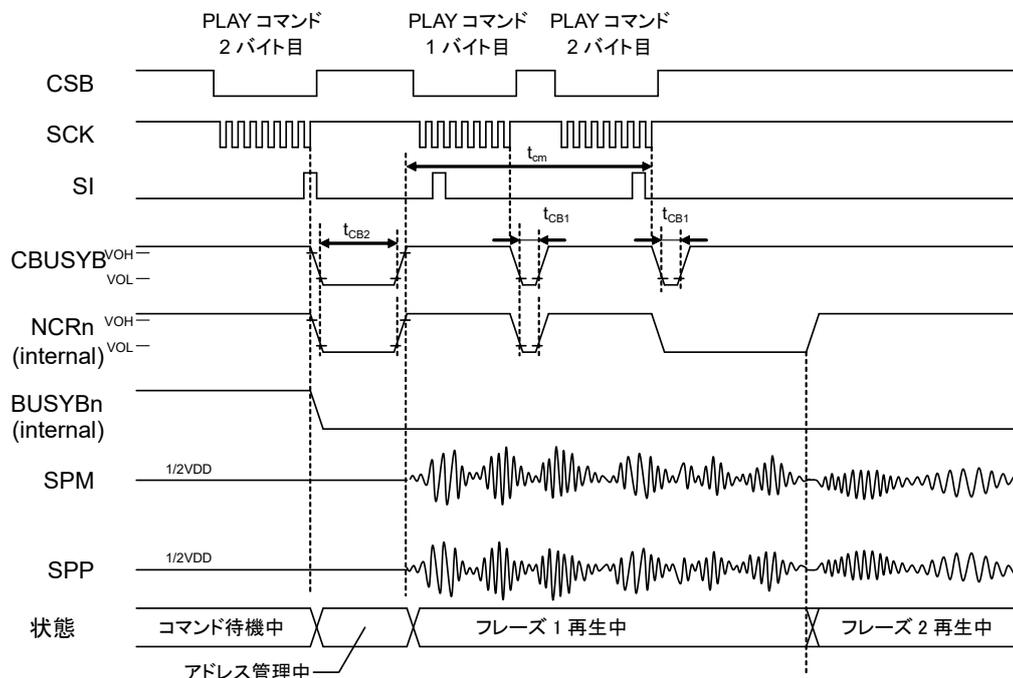 PLAY コマンド
2 バイト目
PLAY コマンド
1 バイト目
PLAY コマンド
2 バイト目
CSB
SCK
tcm
SI
tCB2
tCB1
tCB1
CBUSYB
VOH
VOL
NCRn
(internal)
VOH
VOL
BUSYBn
(internal)
1/2VDD
SPM
1/2VDD
SPP
状態
コマンド待機中
フレーズ 1 再生中
フレーズ 2 再生中
アドレス管理中